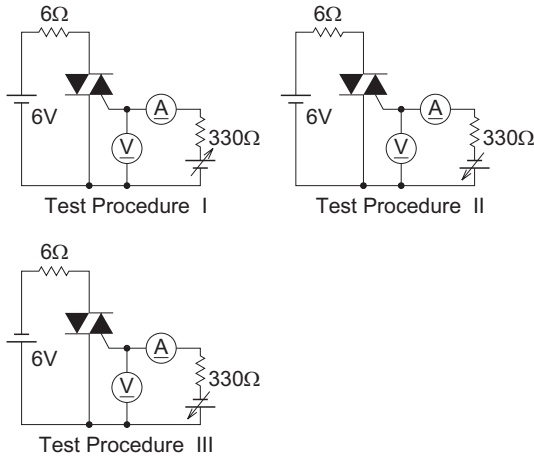 6Ω
6V
A
V
330Ω
Test Procedure I
6Ω
6V
A
V
330Ω
Test Procedure II
6Ω
6V
A
V
330Ω
Test Procedure III